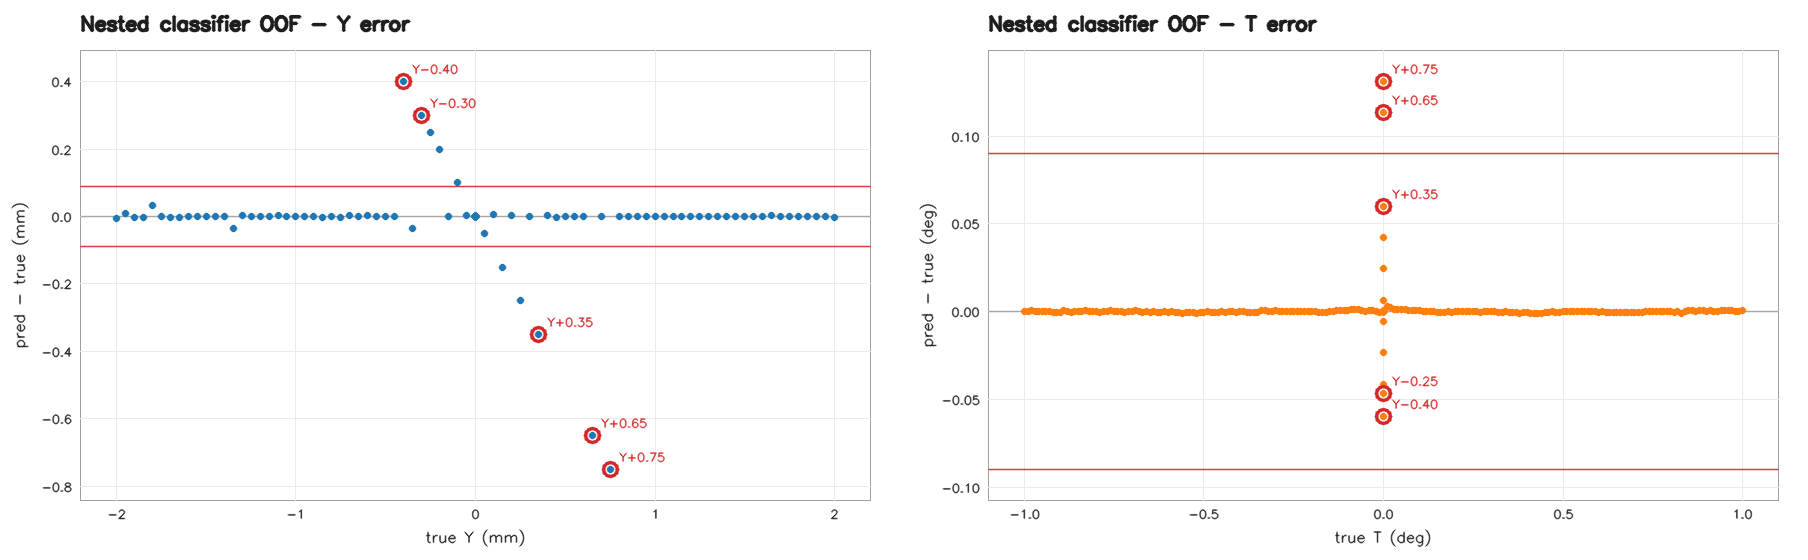 Nested classifier OOF – Y error
pred – true (mm)
0.4
0.2
0.0
−0.2
−0.4
−0.6
−0.8
Y−0.40
Y−0.30
Y+0.35
Y+0.65
Y+0.75
−2
−1
0
1
2
true Y (mm)
Nested classifier OOF – T error
pred – true (deg)
0.10
0.05
0.00
−0.05
−0.10
Y+0.75
Y+0.65
Y+0.35
Y−0.25
Y−0.40
−1.0
−0.5
0.0
0.5
1.0
true T (deg)